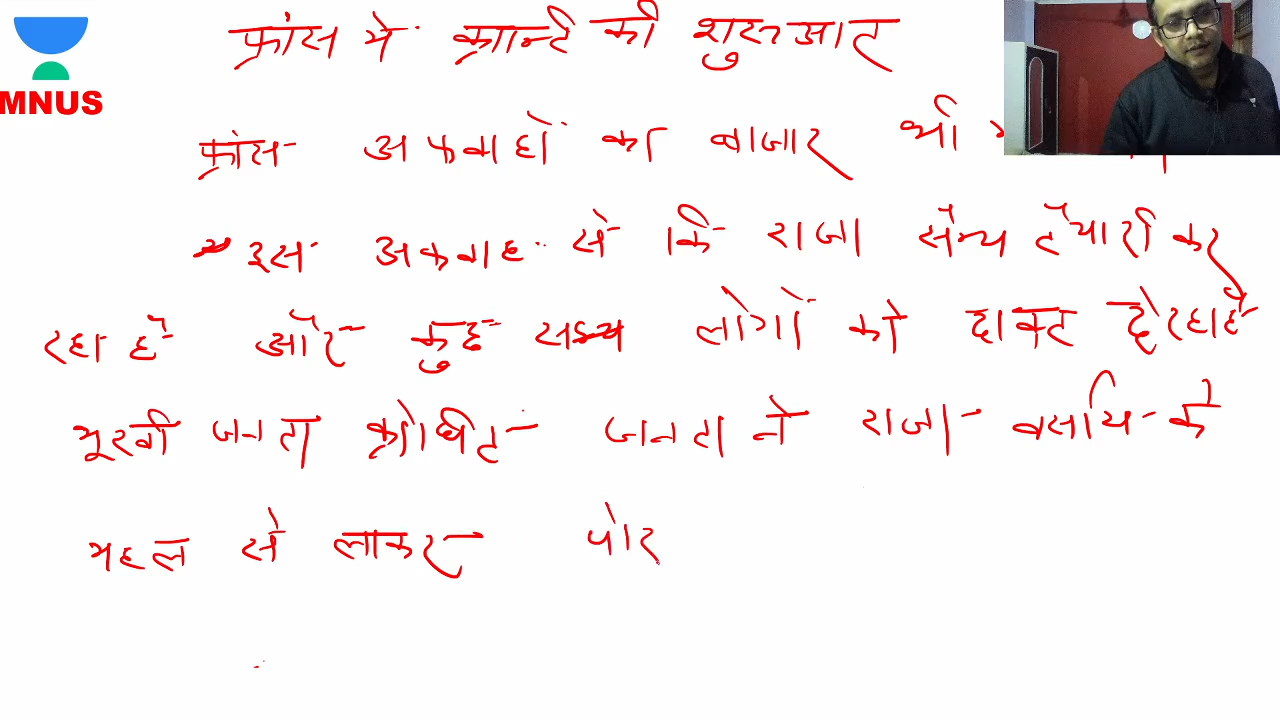 MNUS
फ्रांस मे क्रान्ति की शुरुआत
फ्रांस अफवाहों का बाजार
इस अफवाह से कि राजा सैन्य तैयारी कर
रहा है और कुछ लोगों को दावत दे रहा है
भूखी जनता क्रोधित जनता ने राजा वर्साय के
महल से लाकर पेर